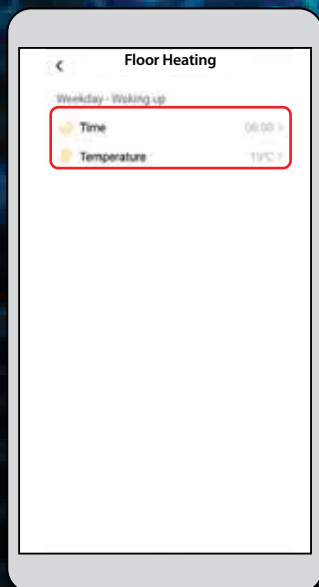 Floor Heating
Weekday - Waking up
Time 06:00
Temperature 19°C